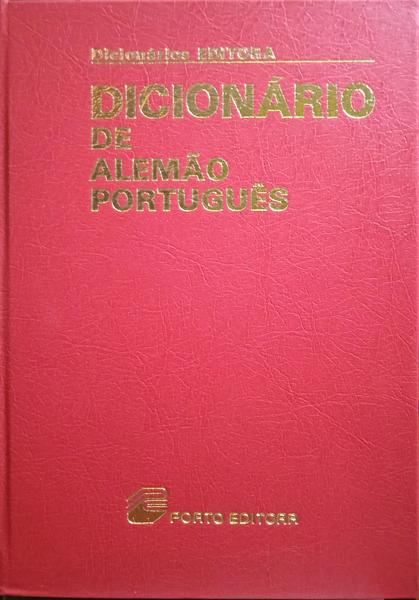 Dicionários EDITORA
DICIONÁRIO
DE
ALEMÃO
PORTUGUÊS
PORTO EDITORA